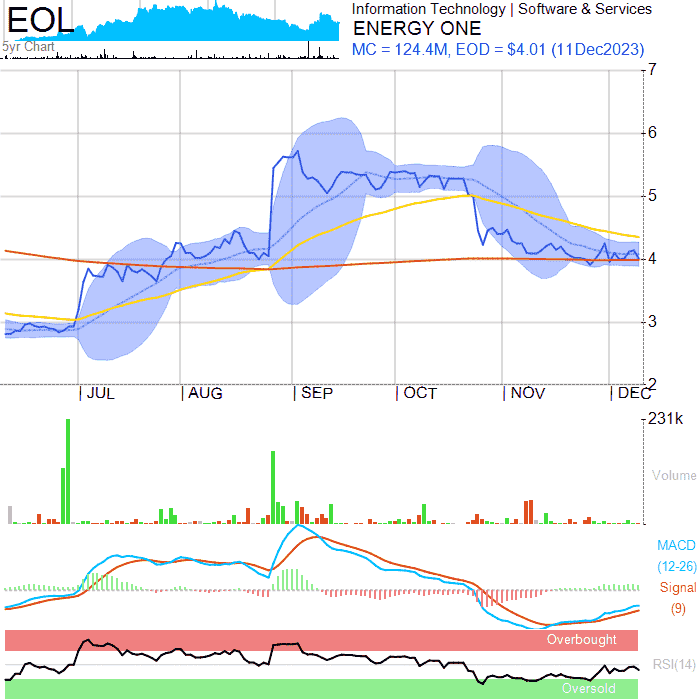 EOL
5yr Chart
Information Technology | Software & Services
ENERGY ONE
MC = 124.4M, EOD = $4.01 (11Dec2023)
7
6
5
4
3
2
JUL AUG SEP OCT NOV DEC
231k
Volume
MACD
(12-26)
Signal
(9)
Overbought
RSI(14)
Oversold